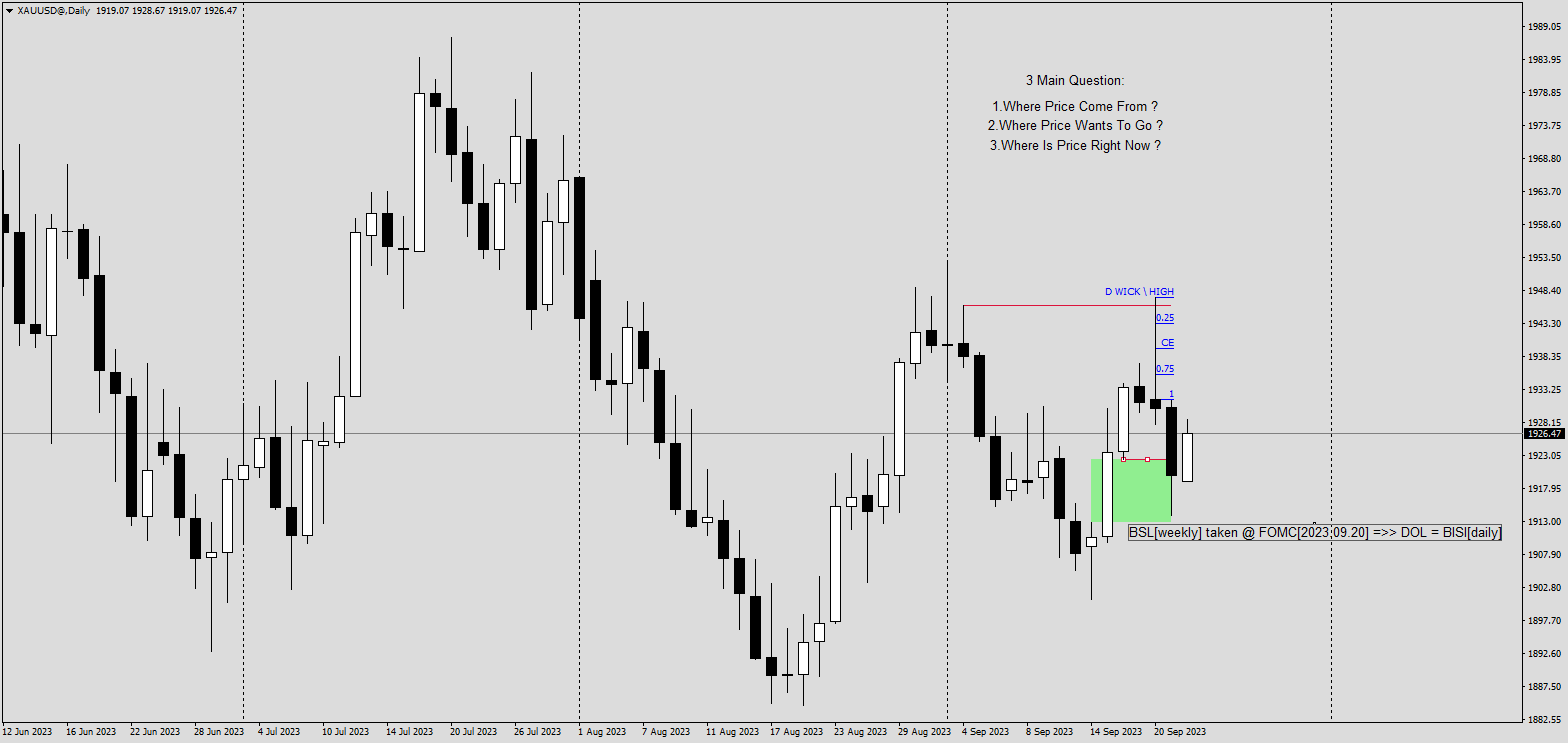 XAUUSD@,Daily 1919.07 1928.67 1919.07 1926.47
3 Main Question:
1.Where Price Come From ?
2.Where Price Wants To Go ?
3.Where Is Price Right Now ?
D WICK \ HIGH
0.25
CE
0.75
1
BSL[weekly] taken @ FOMC[2023.09.20] =>> DOL = BISI[daily]
1989.05
1983.95
1978.85
1973.75
1968.80
1963.70
1958.60
1953.50
1948.40
1943.30
1938.35
1933.25
1928.15
1926.47
1923.05
1917.95
1913.00
1907.90
1902.80
1897.70
1892.60
1887.50
1882.55
12 Jun 2023 16 Jun 2023 22 Jun 2023 28 Jun 2023 4 Jul 2023 10 Jul 2023 14 Jul 2023 20 Jul 2023 26 Jul 2023 1 Aug 2023 7 Aug 2023 11 Aug 2023 17 Aug 2023 23 Aug 2023 29 Aug 2023 4 Sep 2023 8 Sep 2023 14 Sep 2023 20 Sep 2023